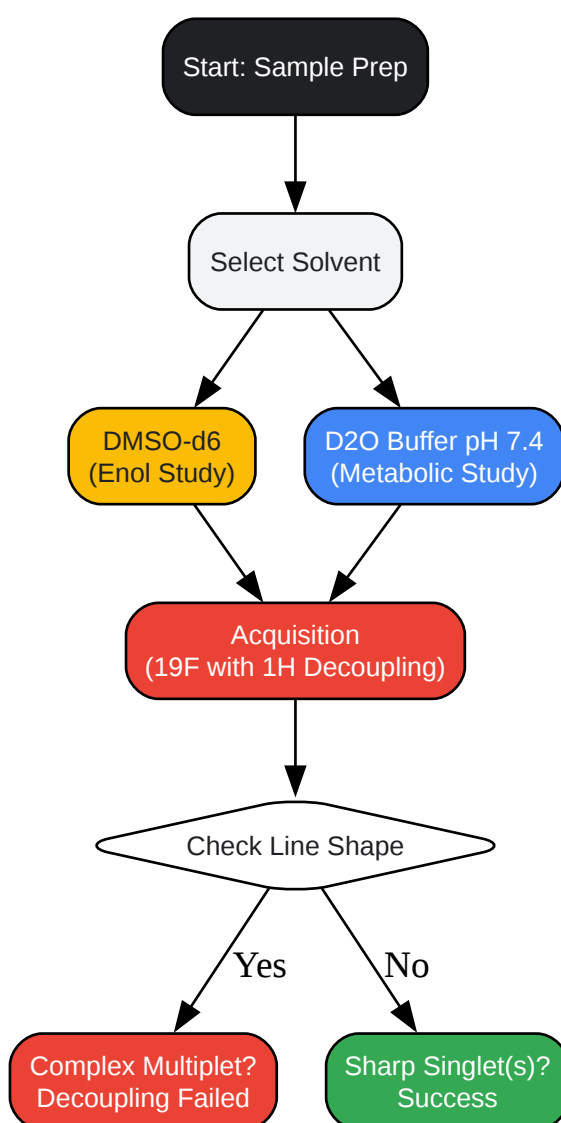 Start: Sample Prep
Select Solvent
DMSO-d6
(Enol Study)
D2O Buffer pH 7.4
(Metabolic Study)
Acquisition
(19F with 1H Decoupling)
Check Line Shape
Yes
No
Complex Multiplet?
Decoupling Failed
Sharp Singlet(s)?
Success